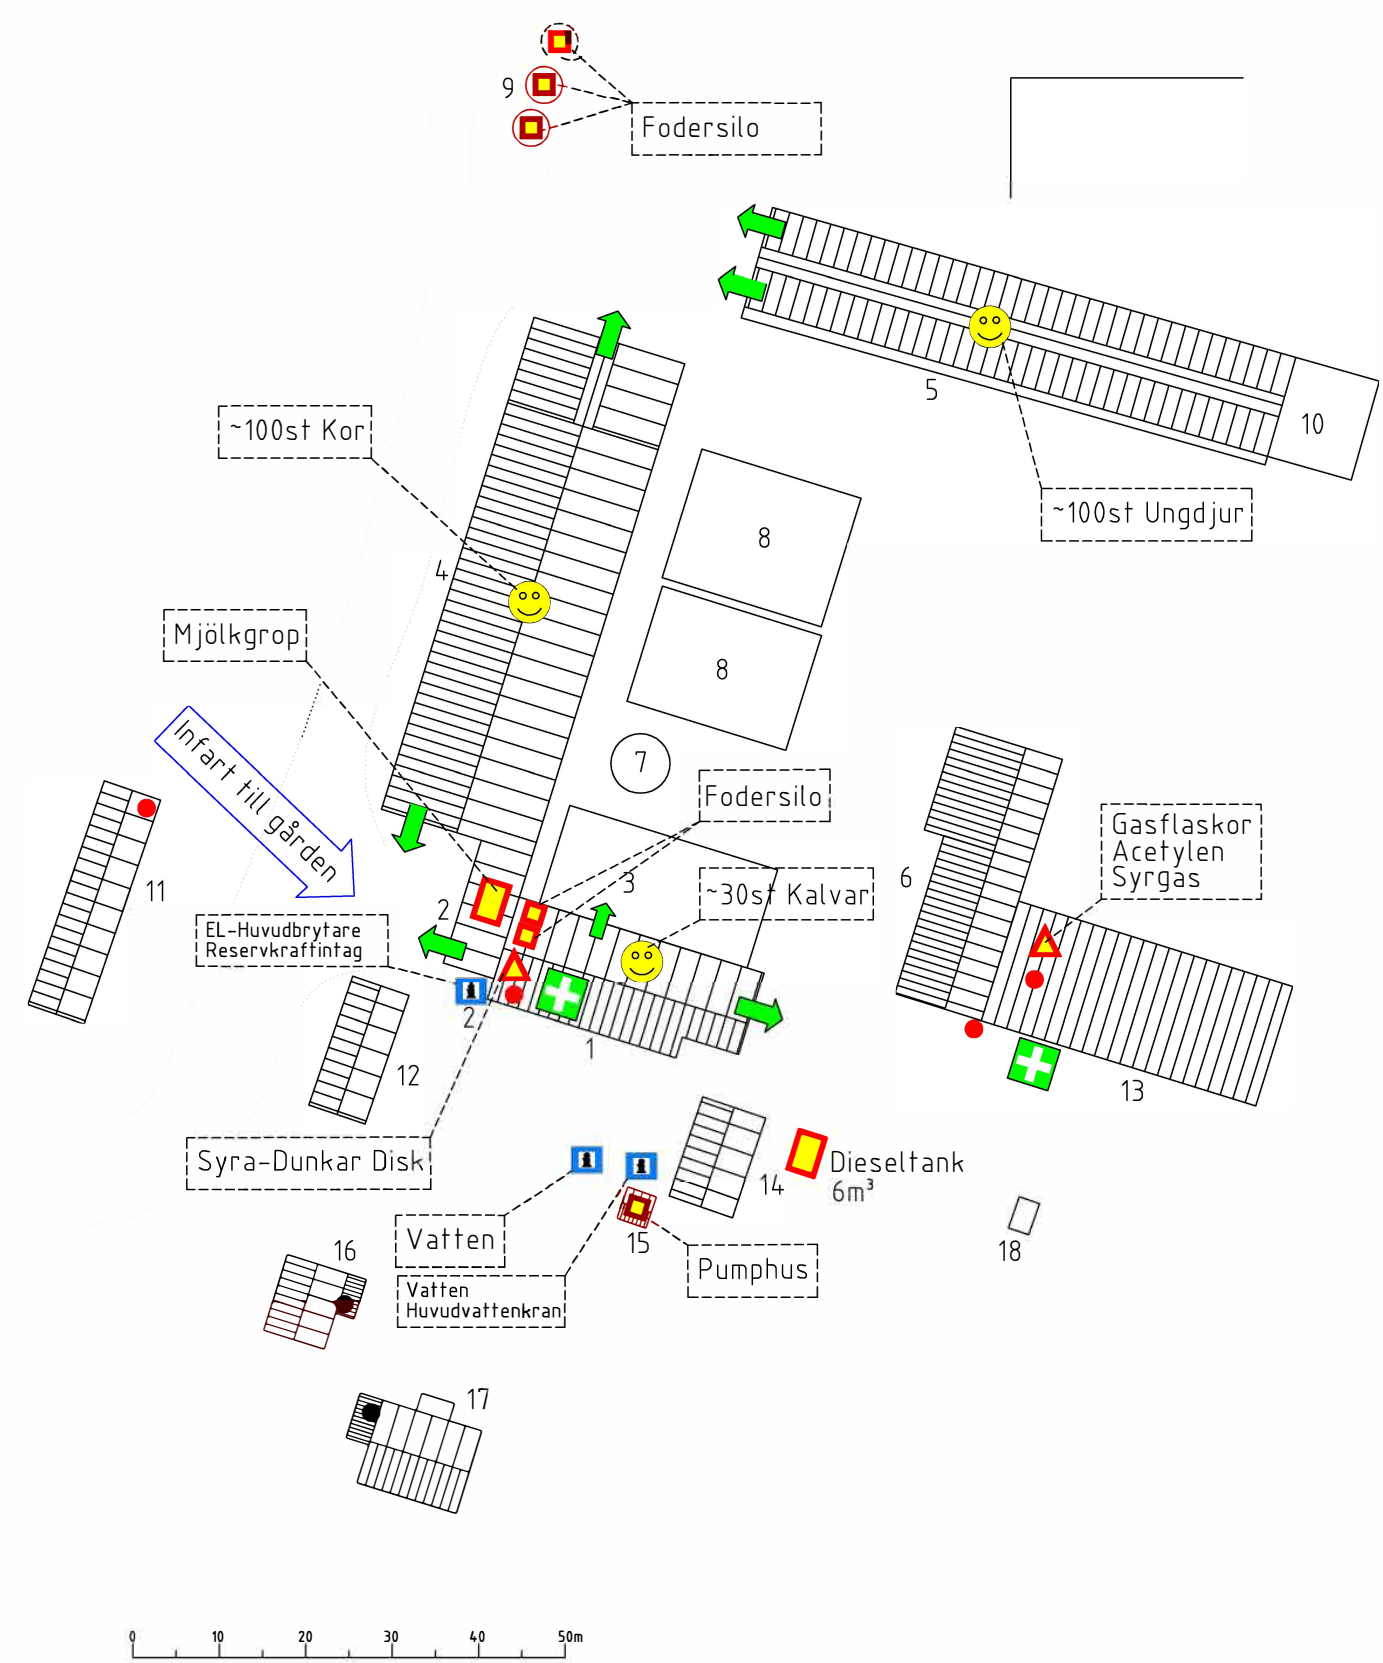 9
Fodersilo
5
10
~100st Kor
~100st Ungdjur
8
4
Mjölkgrop
8
Infart till gården
7
Fodersilo
Gasflaskor
Acetylen
Syrgas
11
3
~30st Kalvar
6
2
EL-Huvudbrytare
Reservkraftintag
2
1
12
13
Syra-Dunkar Disk
14
Dieseltank
6m³
Vatten
15
16
18
Pumphus
Vatten
Huvudvattenkran
17
0 10 20 30 40 50m